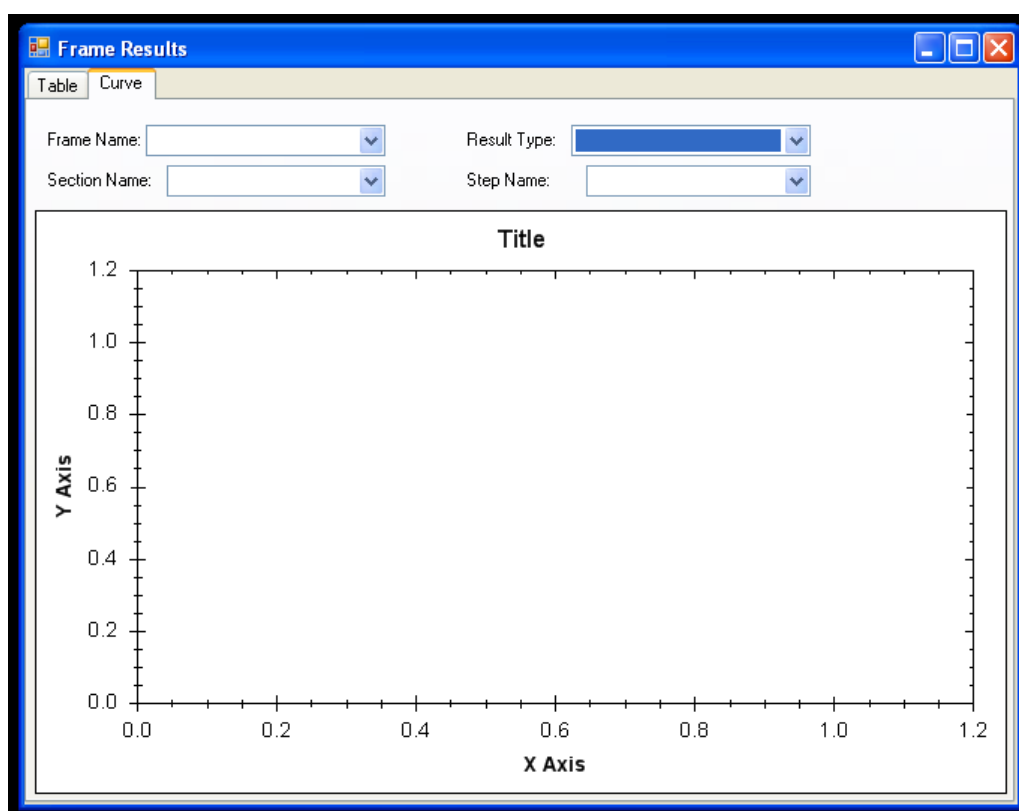 Frame Results
Table Curve
Frame Name: Result Type:
Section Name: Step Name:
Title
1.2
1.0
0.8
0.6
0.4
0.2
0.0
Y Axis
0.0 0.2 0.4 0.6 0.8 1.0 1.2
X Axis